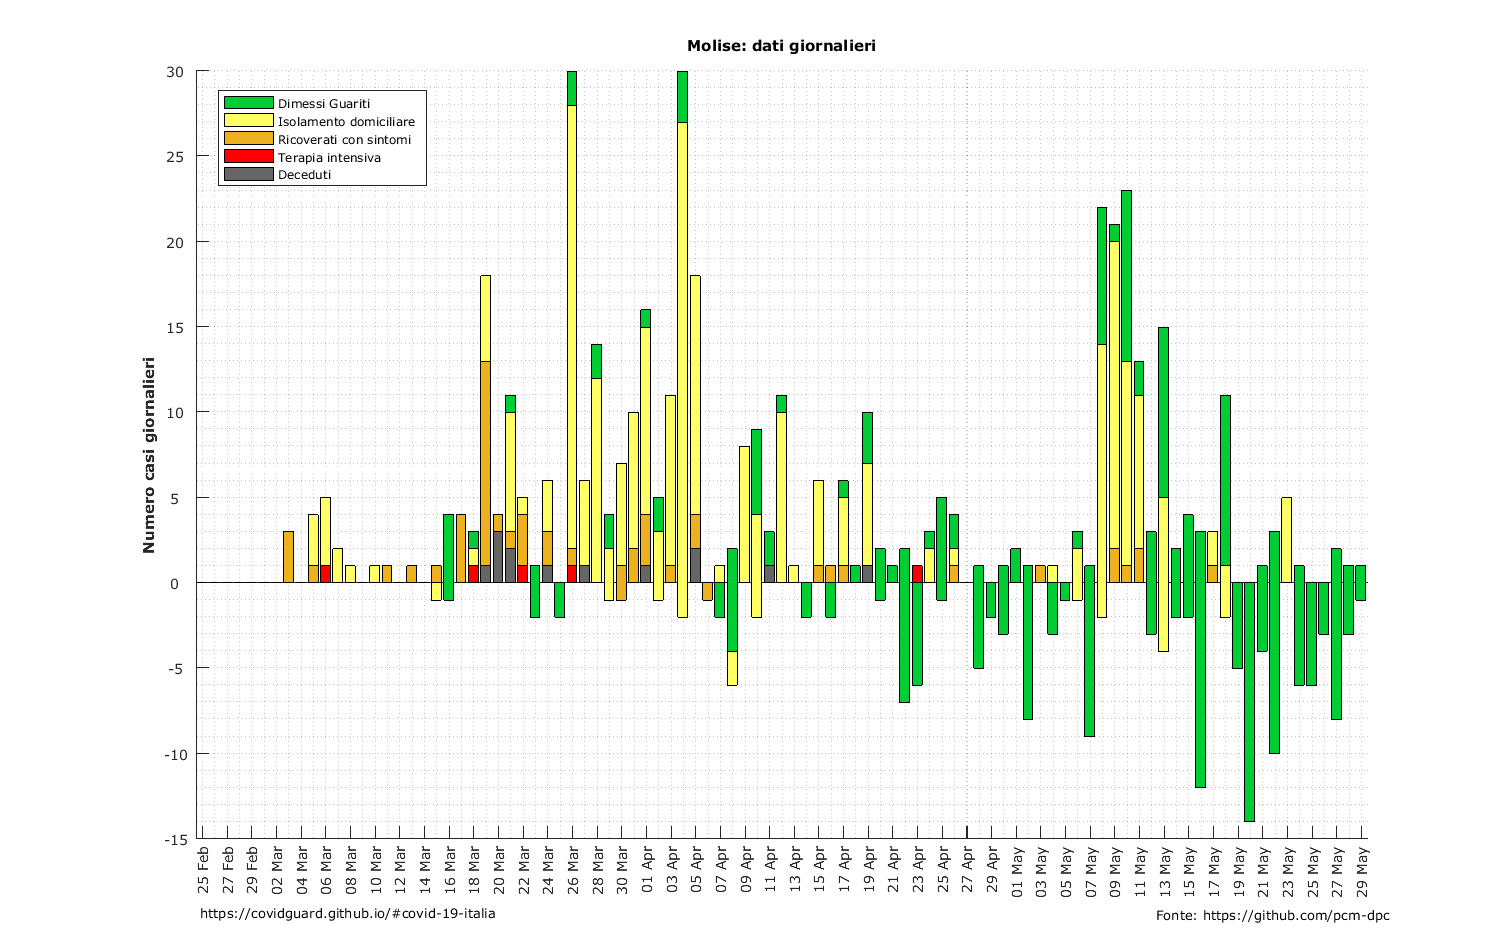 Molise: dati giornalieri
Numero casi giornalieri
30
25
20
15
10
5
0
-5
-10
-15
Dimessi Guariti
Isolamento domiciliare
Ricoverati con sintomi
Terapia intensiva
Deceduti
25 Feb
27 Feb
29 Feb
02 Mar
04 Mar
06 Mar
08 Mar
10 Mar
12 Mar
14 Mar
16 Mar
18 Mar
20 Mar
22 Mar
24 Mar
26 Mar
28 Mar
30 Mar
01 Apr
03 Apr
05 Apr
07 Apr
09 Apr
11 Apr
13 Apr
15 Apr
17 Apr
19 Apr
21 Apr
23 Apr
25 Apr
27 Apr
29 Apr
01 May
03 May
05 May
07 May
09 May
11 May
13 May
15 May
17 May
19 May
21 May
23 May
25 May
27 May
29 May
https://covidguard.github.io/#covid-19-italia
Fonte: https://github.com/pcm-dpc